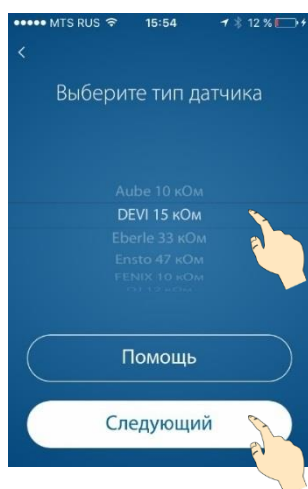 MTS RUS 15:54 12 %
Выберите тип датчика
Aube 10 кОм
DEVI 15 кОм
Eberle 33 кОм
Ensto 47 кОм
FENIX 10 кОм
Помощь
Следующий